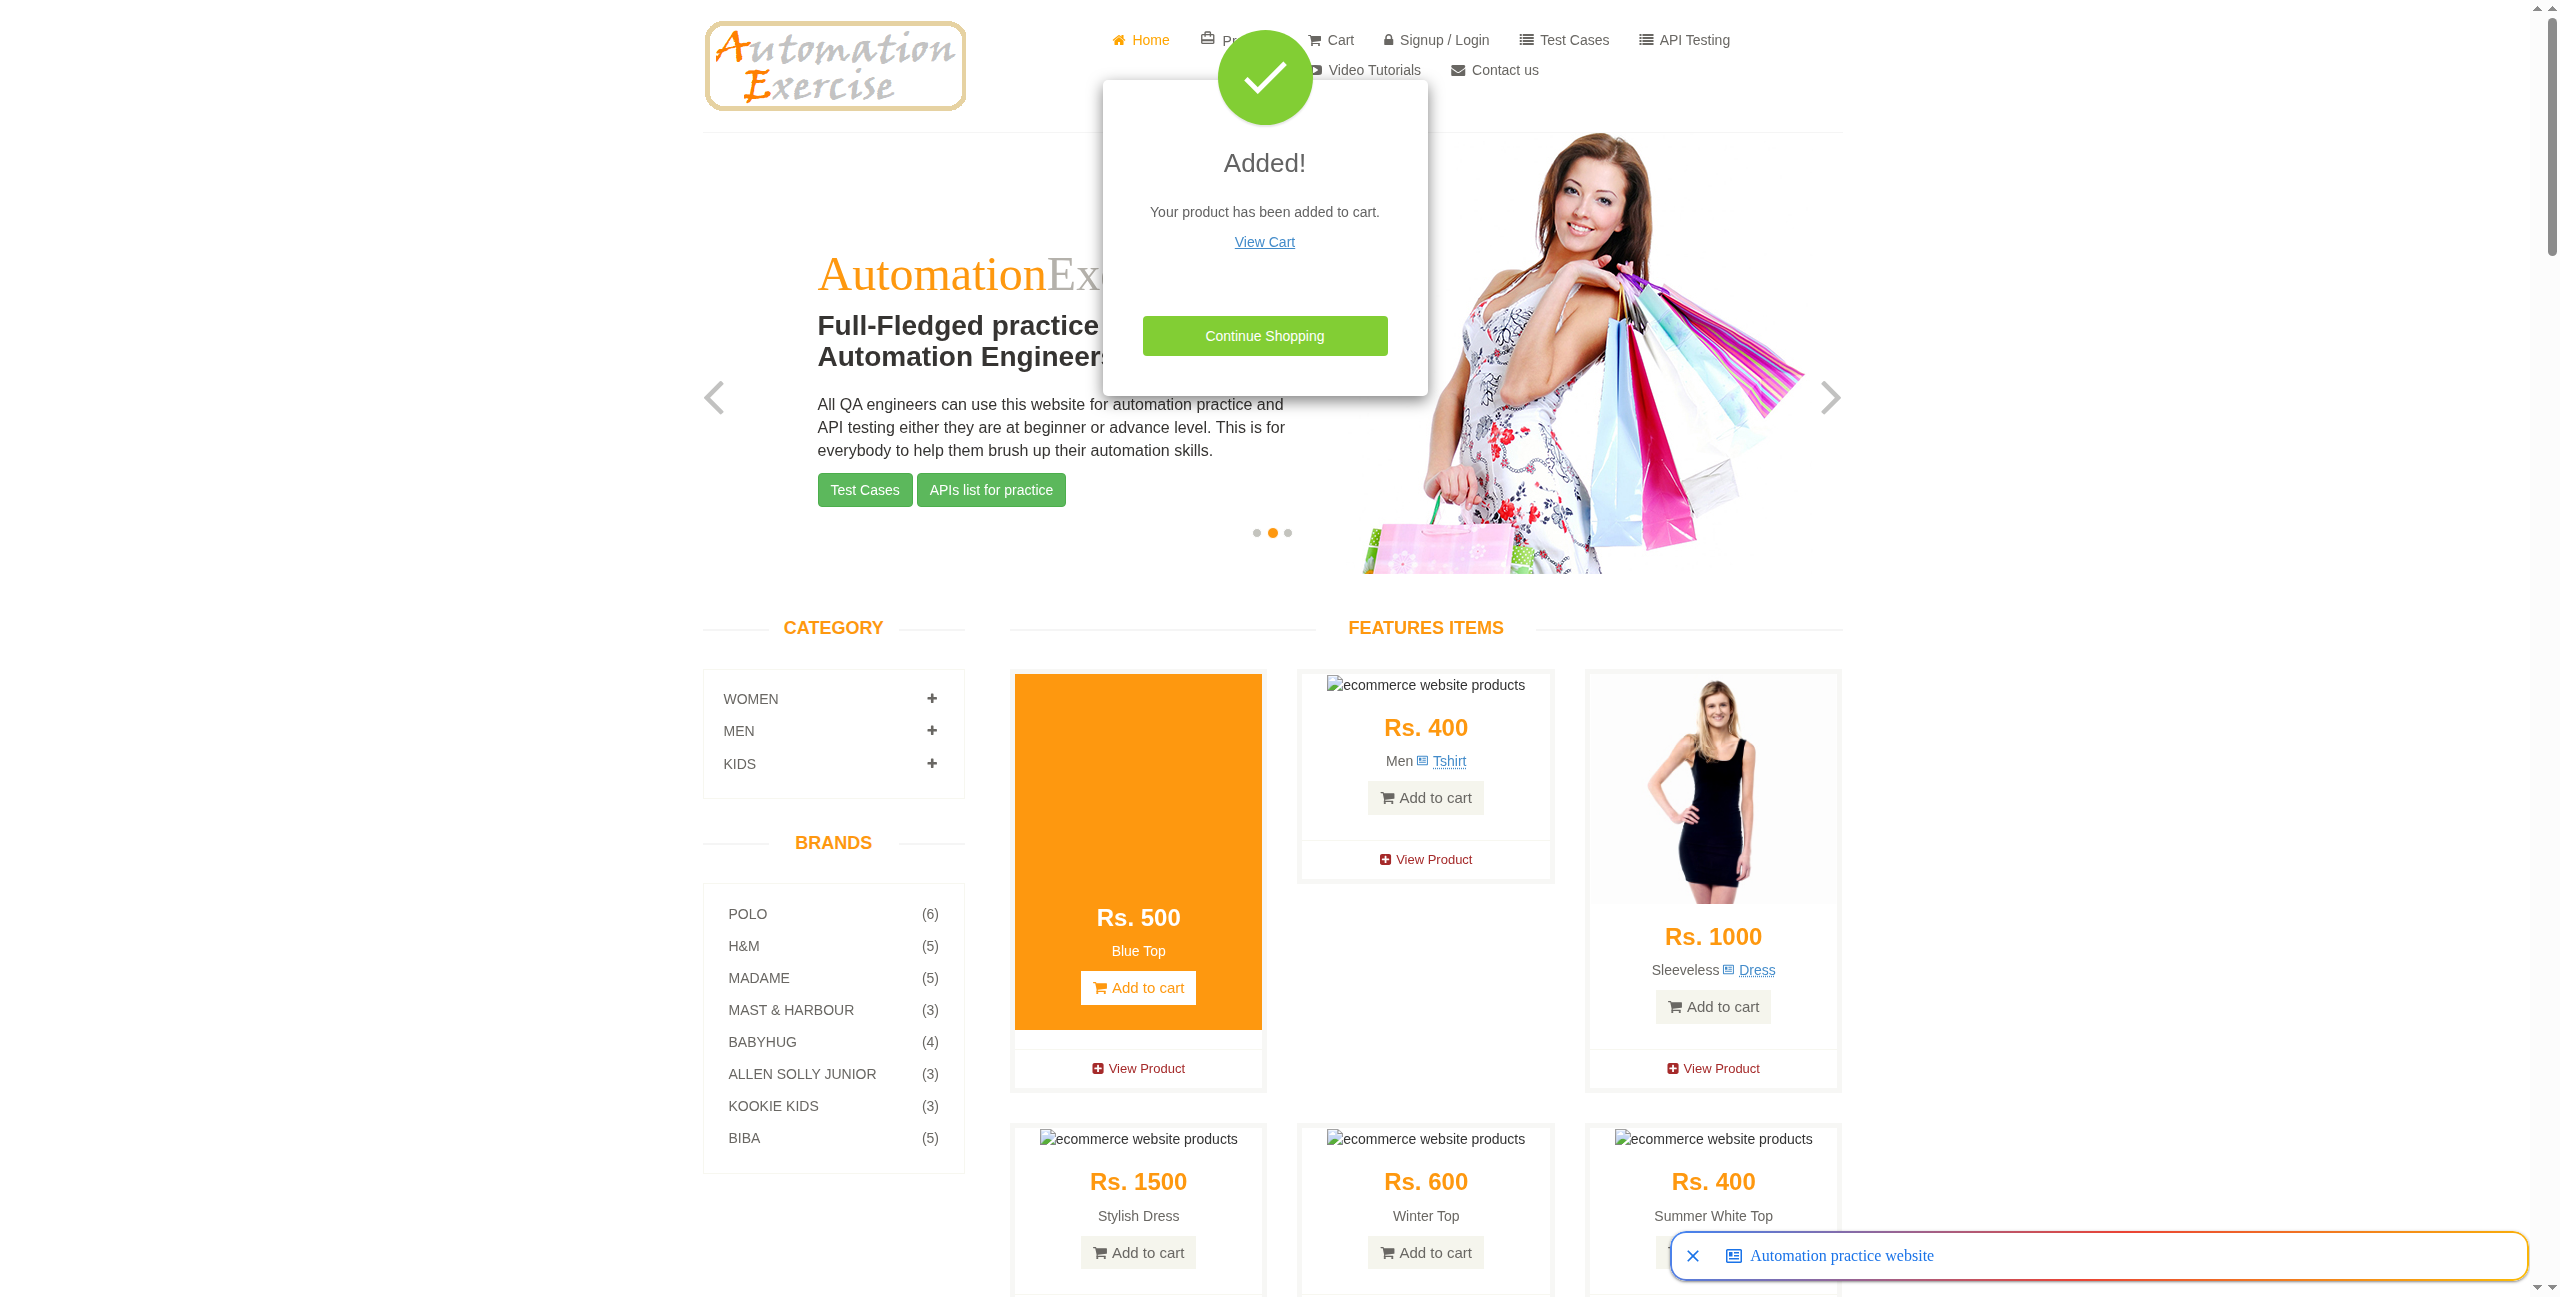 Automation
Exercise
Home
Pr
Cart
Signup / Login
Test Cases
API Testing
Video Tutorials
Contact us
Added!
Your product has been added to cart.
View Cart
Continue Shopping
AutomationEx
Full-Fledged practice
Automation Engineers
All QA engineers can use this website for automation practice and
API testing either they are at beginner or advance level. This is for
everybody to help them brush up their automation skills.
Test Cases
APIs list for practice
CATEGORY
WOMEN
MEN
KIDS
BRANDS
POLO (6)
H&M (5)
MADAME (5)
MAST & HARBOUR (3)
BABYHUG (4)
ALLEN SOLLY JUNIOR (3)
KOOKIE KIDS (3)
BIBA (5)
FEATURES ITEMS
Rs. 500
Blue Top
Add to cart
View Product
ecommerce website products
Rs. 400
Men Tshirt
Add to cart
View Product
Rs. 1000
Sleeveless Dress
Add to cart
View Product
ecommerce website products
Rs. 1500
Stylish Dress
Add to cart
ecommerce website products
Rs. 600
Winter Top
Add to cart
ecommerce website products
Rs. 400
Summer White Top
Automation practice website